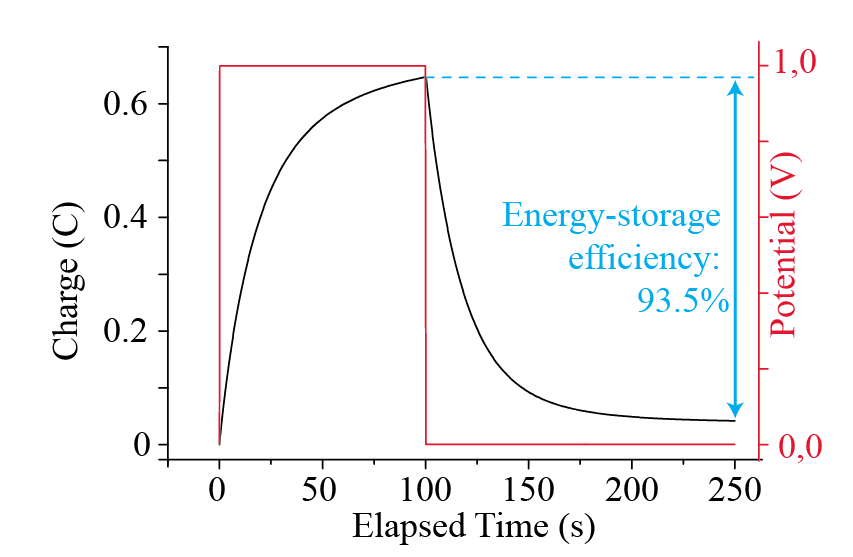 1,0
0.6
0.4
0.2
0
Charge (C)
Energy-storage
efficiency:
93.5%
Potential (V)
0,0
0 50 100 150 200 250
Elapsed Time (s)